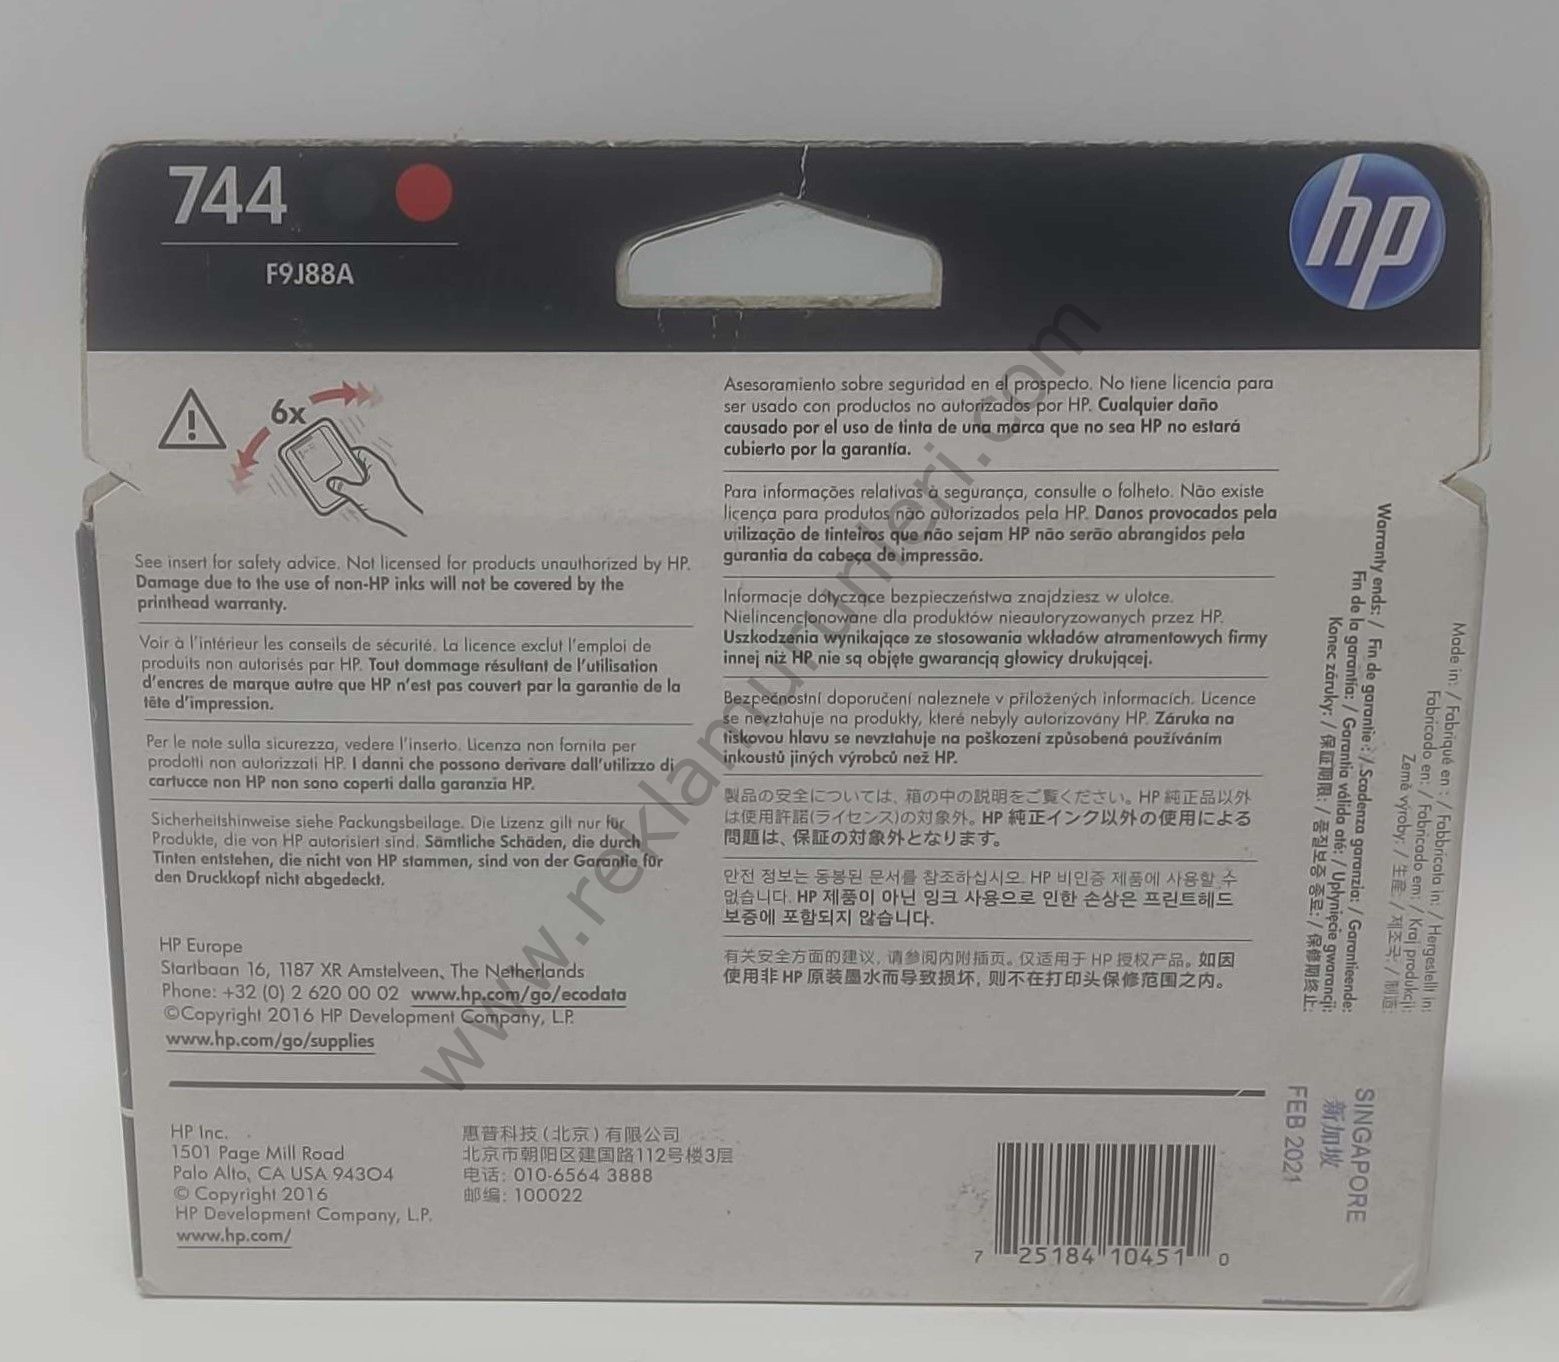 744
F9J88A
hp
6x
See insert for safety advice. Not licensed for products unauthorized by HP.
Damage due to the use of non-HP inks will not be covered by the
printhead warranty.
Voir à l'intérieur les conseils de sécurité. La licence exclut l'emploi de
produits non autorisés par HP. Tout dommage résultant de l'utilisation
d'encres de marque autre que HP n'est pas couvert par la garantie de la
tête d'impression.
Per le note sulla sicurezza, vedere l'inserto. Licenza non fornita per
prodotti non autorizzati HP. I danni che possono derivare dall'utilizzo di
cartucce non HP non sono coperti dalla garanzia HP.
Sicherheitshinweise siehe Packungsbeilage. Die Lizenz gilt nur für
Produkte, die von HP autorisiert sind. Sämtliche Schäden, die durch
Tinten entstehen, die nicht von HP stammen, sind von der Garantie für
den Druckkopf nicht abgedeckt.
HP Europe
Startbaan 16, 1187 XR Amstelveen, The Netherlands
Phone: +32 (0) 2 620 00 02 www.hp.com/go/ecodata
©Copyright 2016 HP Development Company, L.P.
www.hp.com/go/supplies
Asesoramiento sobre seguridad en el prospecto. No tiene licencia para
ser usado con productos no autorizados por HP. Cualquier daño
causado por el uso de tinta de una marca que no sea HP no estará
cubierto por la garantía.
Para informações relativas à segurança, consulte o folheto. Não existe
licença para produtos não autorizados pela HP. Danos provocados pela
utilização de tinteiros que não sejam HP não serão abrangidos pela
garantia da cabeça de impressão.
Informacje dotyczące bezpieczeństwa znajdziesz w ulotce.
Nielincencjonowane dla produktów nieautoryzowanych przez HP.
Uszkodzenia wynikające ze stosowania wkładów atramentowych firmy
innej niż HP nie są objęte gwarancją głowicy drukującej.
Bezpečnostní doporučení naleznete v přiložených informacích. Licence
se nevztahuje na produkty, které nebyly autorizovány HP. Záruka na
tiskovou hlavu se nevztahuje na poškození způsobená používáním
inkoustů jiných výrobců než HP.
製品の安全については、箱の中の説明をご覧ください。HP 純正品以外
は使用許諾(ライセンス)の対象外。HP 純正インク以外の使用による
問題は、保証の対象外となります。
안전 정보는 동봉된 문서를 참조하십시오. HP 비인증 제품에 사용할 수
없습니다. HP 제품이 아닌 잉크 사용으로 인한 손상은 프린트헤드
보증에 포함되지 않습니다.
有关安全方面的建议, 请参阅内附插页。仅适用于 HP 授权产品。如因
使用非 HP 原装墨水而导致损坏, 则不在打印头保修范围之内。
Made in: / Fabriqué en : / Fabbricato in: / Hergestellt in:
Fabricado en: / Fabricado em: / Kraj produkcji:
Země výroby: / 生産: / 제조국: / 制造:
Warranty ends: / Fin de garantie : / Scadenza garanzia: / Garantieende:
Fin de la garantía: / Garantia válida até: / Upłynięcie gwarancji:
Konec záruky: / 保証期限: / 품질보증 종료: / 保修期终止:
SINGAPORE
新加坡
FEB 2021
HP Inc.
1501 Page Mill Road
Palo Alto, CA USA 94304
© Copyright 2016
HP Development Company, L.P.
www.hp.com/
惠普科技(北京)有限公司
北京市朝阳区建国路112号楼3层
电话: 010-6564 3888
邮编: 100022
7 25184 10451 0
www.reklamurunleri.com